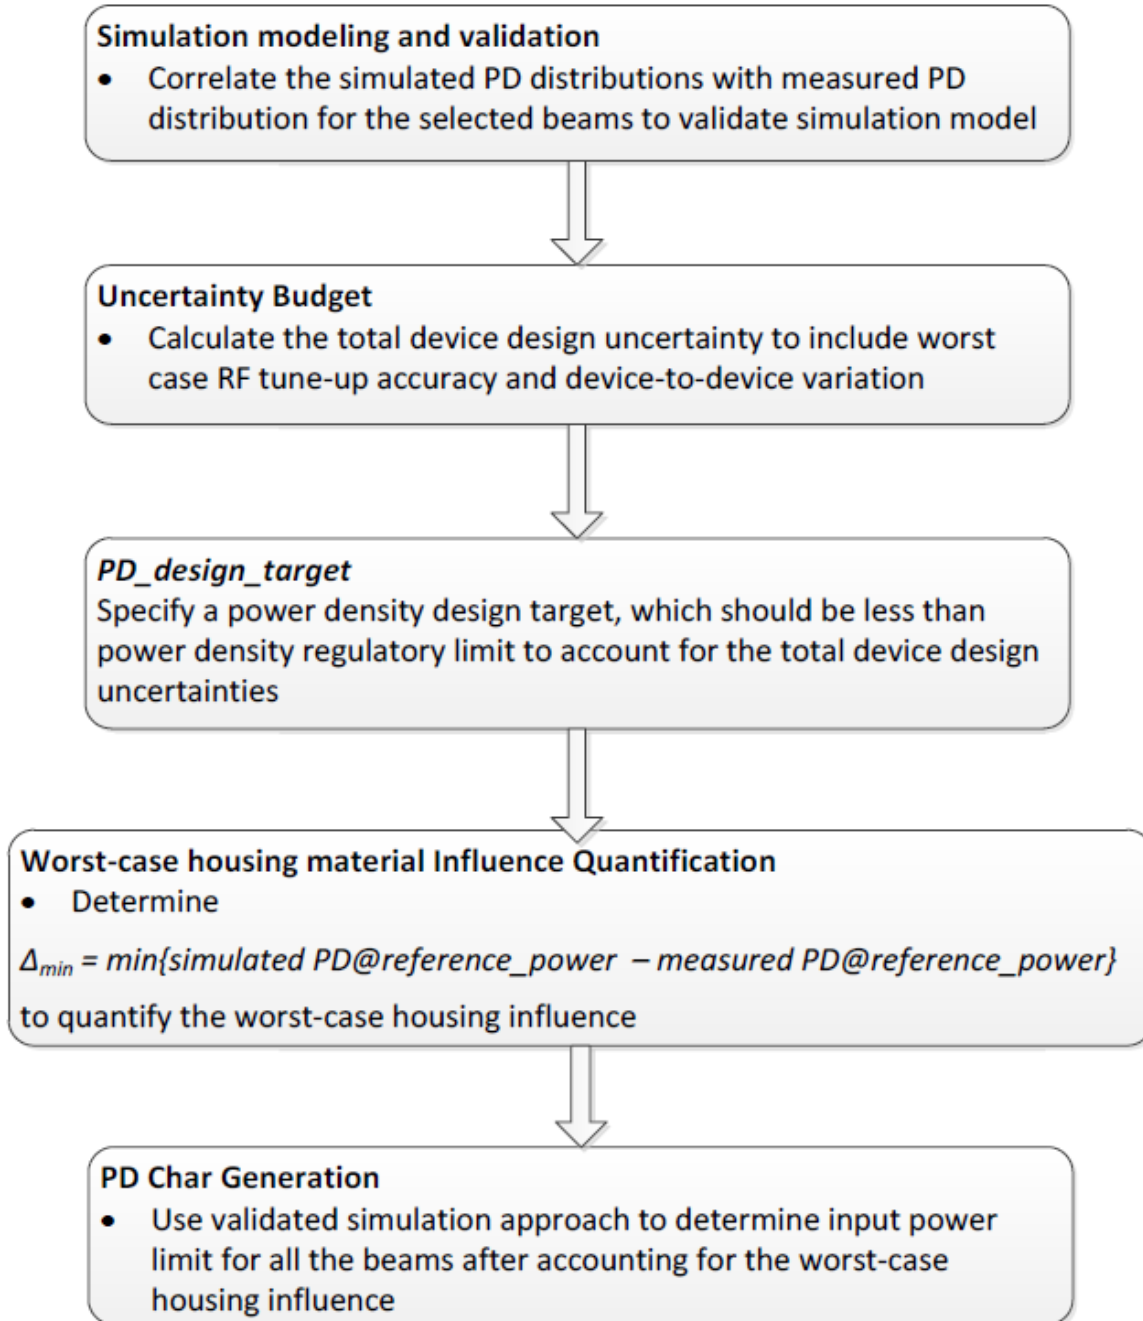 Simulation modeling and validation
• Correlate the simulated PD distributions with measured PD
distribution for the selected beams to validate simulation model
Uncertainty Budget
• Calculate the total device design uncertainty to include worst
case RF tune-up accuracy and device-to-device variation
PD_design_target
Specify a power density design target, which should be less than
power density regulatory limit to account for the total device design
uncertainties
Worst-case housing material Influence Quantification
• Determine
Δmin = min{simulated PD@reference_power – measured PD@reference_power}
to quantify the worst-case housing influence
PD Char Generation
• Use validated simulation approach to determine input power
limit for all the beams after accounting for the worst-case
housing influence